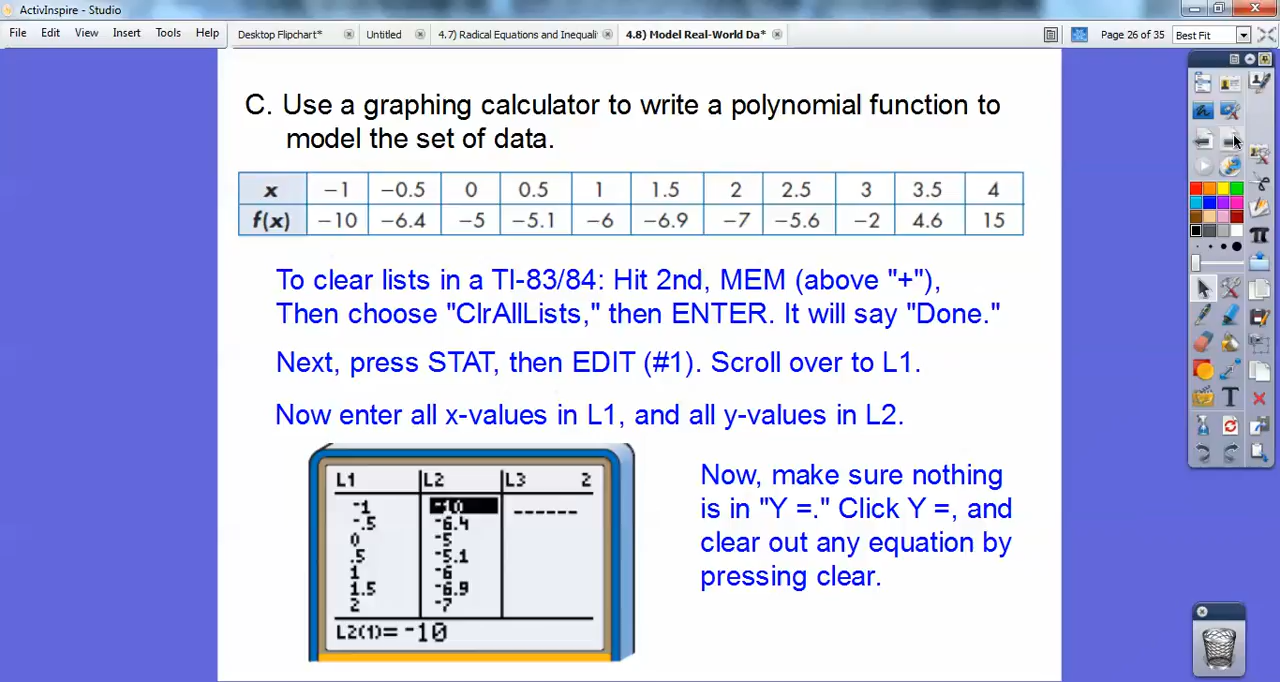 ActivInspire - Studio
File Edit View Insert Tools Help
Desktop Flipchart* Untitled 4.7) Radical Equations and Inequali 4.8) Model Real-World Da* Page 26 of 35 Best Fit
C. Use a graphing calculator to write a polynomial function to
model the set of data.
x −1 −0.5 0 0.5 1 1.5 2 2.5 3 3.5 4
f(x) −10 −6.4 −5 −5.1 −6 −6.9 −7 −5.6 −2 4.6 15
To clear lists in a TI-83/84: Hit 2nd, MEM (above "+"),
Then choose "ClrAllLists," then ENTER. It will say "Done."
Next, press STAT, then EDIT (#1). Scroll over to L1.
Now enter all x-values in L1, and all y-values in L2.
L1 L2 L3 2
-1 -10 ------
-.5 -6.4
0 -5
.5 -5.1
1 -6
1.5 -6.9
2 -7
L2(1)= -10
Now, make sure nothing
is in "Y =." Click Y =, and
clear out any equation by
pressing clear.